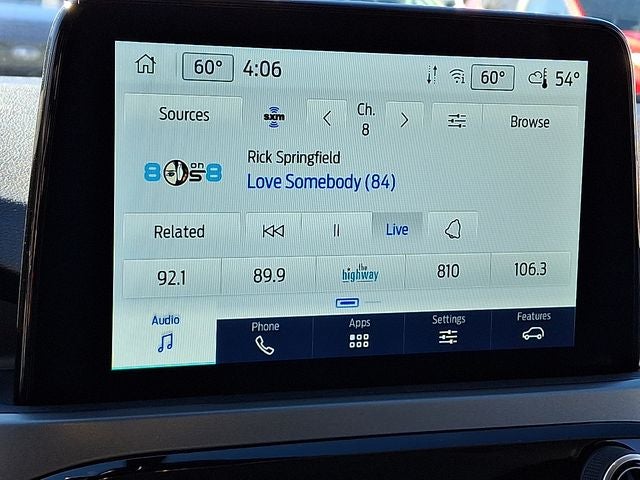 60° 4:06 60° 54°
Sources sxm Ch. 8 Browse
Rick Springfield
8 on 8
Love Somebody (84)
Related Live
92.1 89.9 the highway 810 106.3
Audio Phone Apps Settings Features